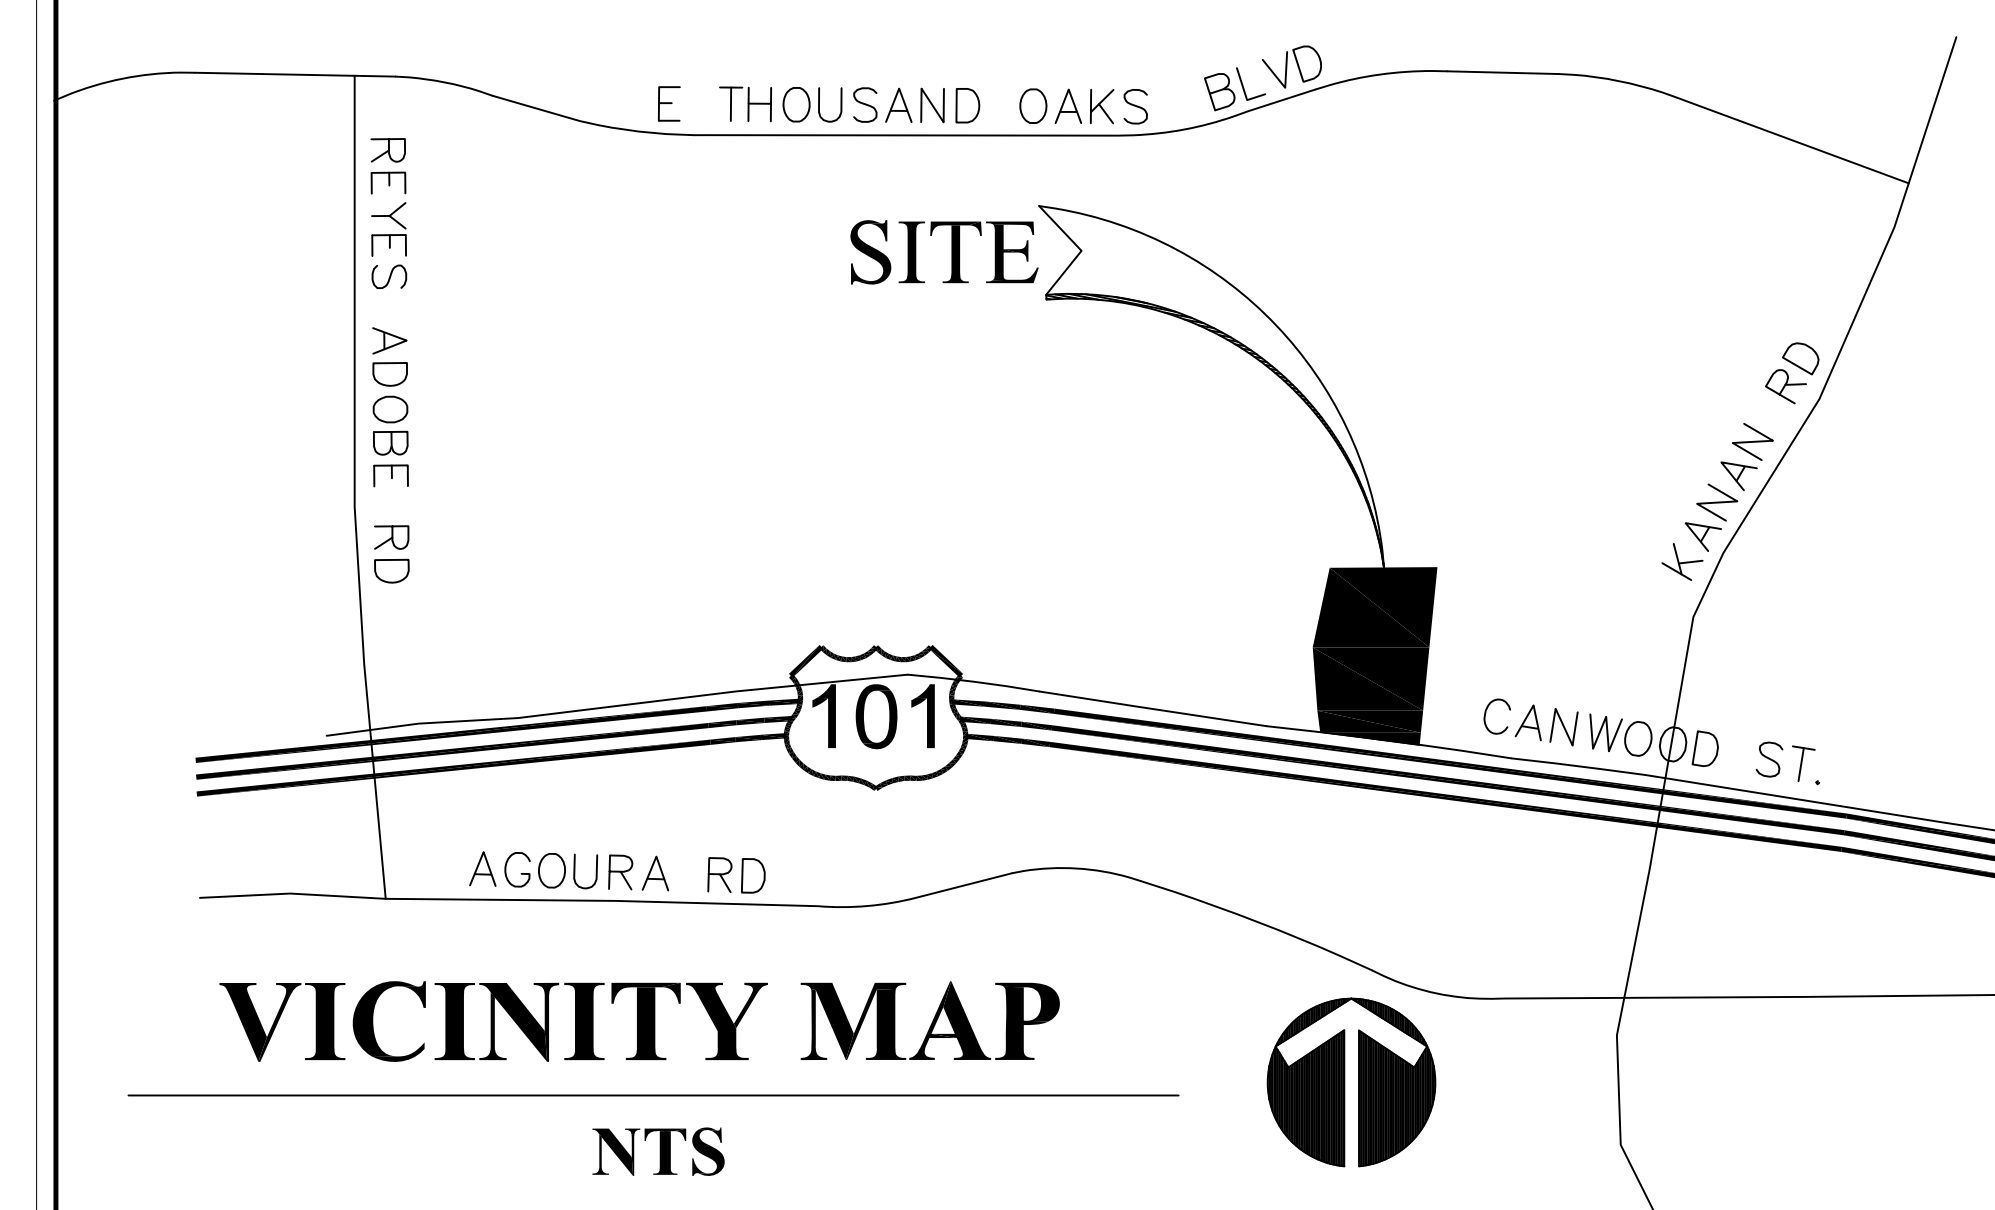 E THOUSAND OAKS BLVD
REYES ADOBE RD
SITE
KANAN RD
101
CANWOOD ST.
AGOURA RD
VICINITY MAP
NTS